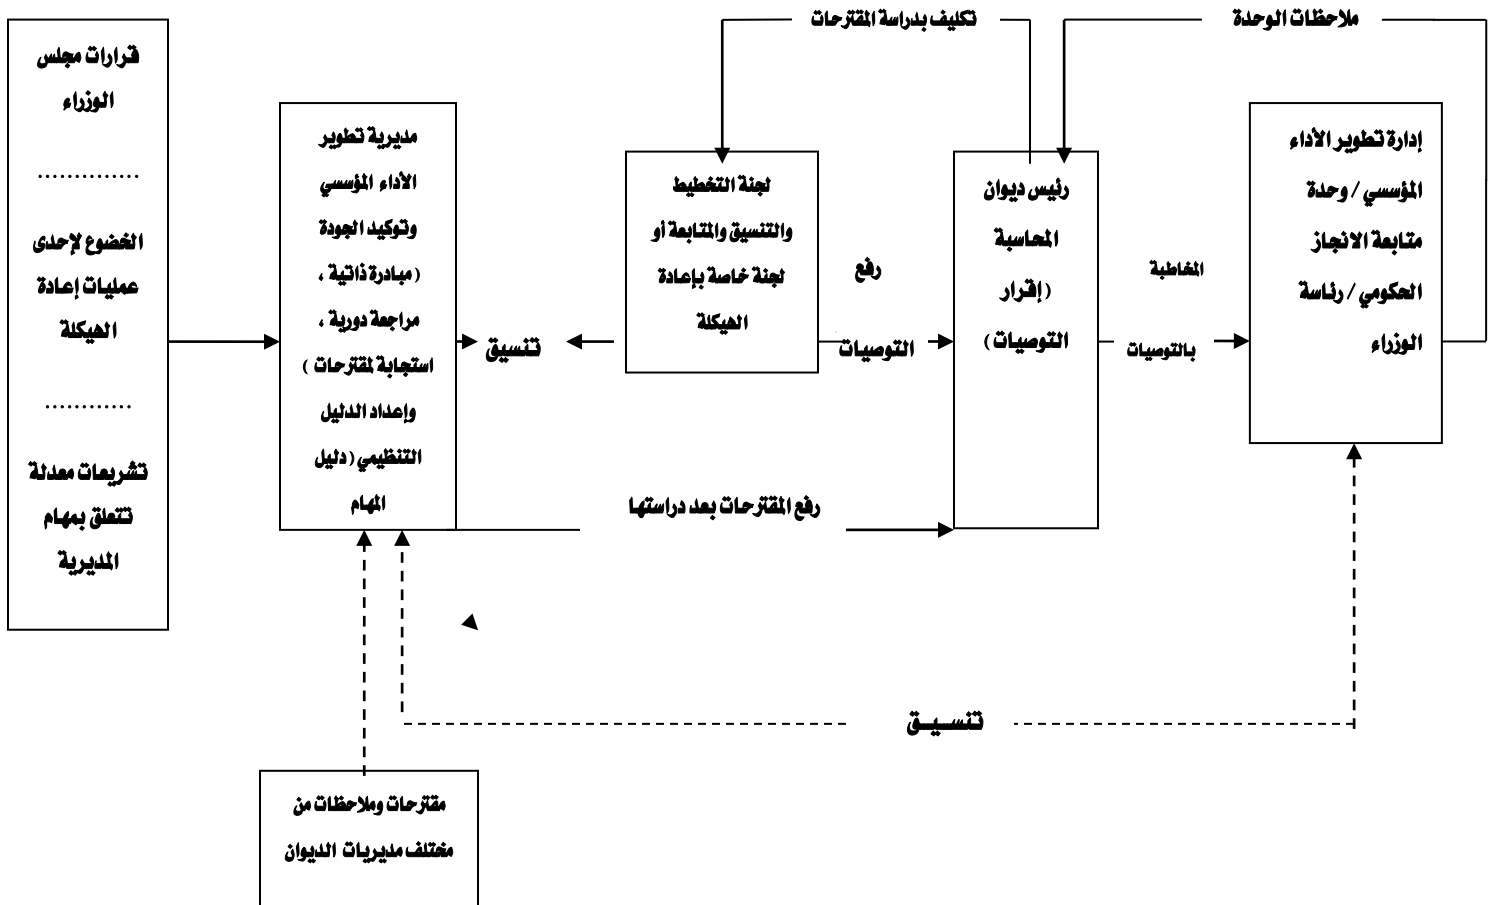 ملاحظات الوحدة
تكليف بدراسة المقترحات
قرارات مجلس
الوزراء
..............
الخضوع لإحدى
عمليات إعادة
الهيكلة
............
تشريعات معدلة
تتعلق بمهام
المديرية
مديرية تطوير
الأداء المؤسسي
وتوكيد الجودة
( مبادرة ذاتية ،
مراجعة دورية ،
استجابة لمقترحات )
وإعداد الدليل
التنظيمي ( دليل
المهام
تنسيق
لجنة التخطيط
والتنسيق والمتابعة أو
لجنة خاصة بإعادة
الهيكلة
رفع
التوصيات
رئيس ديوان
المحاسبة
( إقرار
التوصيات )
المخاطبة
بالتوصيات
إدارة تطوير الأداء
المؤسسي / وحدة
متابعة الانجاز
الحكومي / رئاسة
الوزراء
رفع المقترحات بعد دراستها
تنســيــق
مقترحات وملاحظات من
مختلف مديريات الديوان